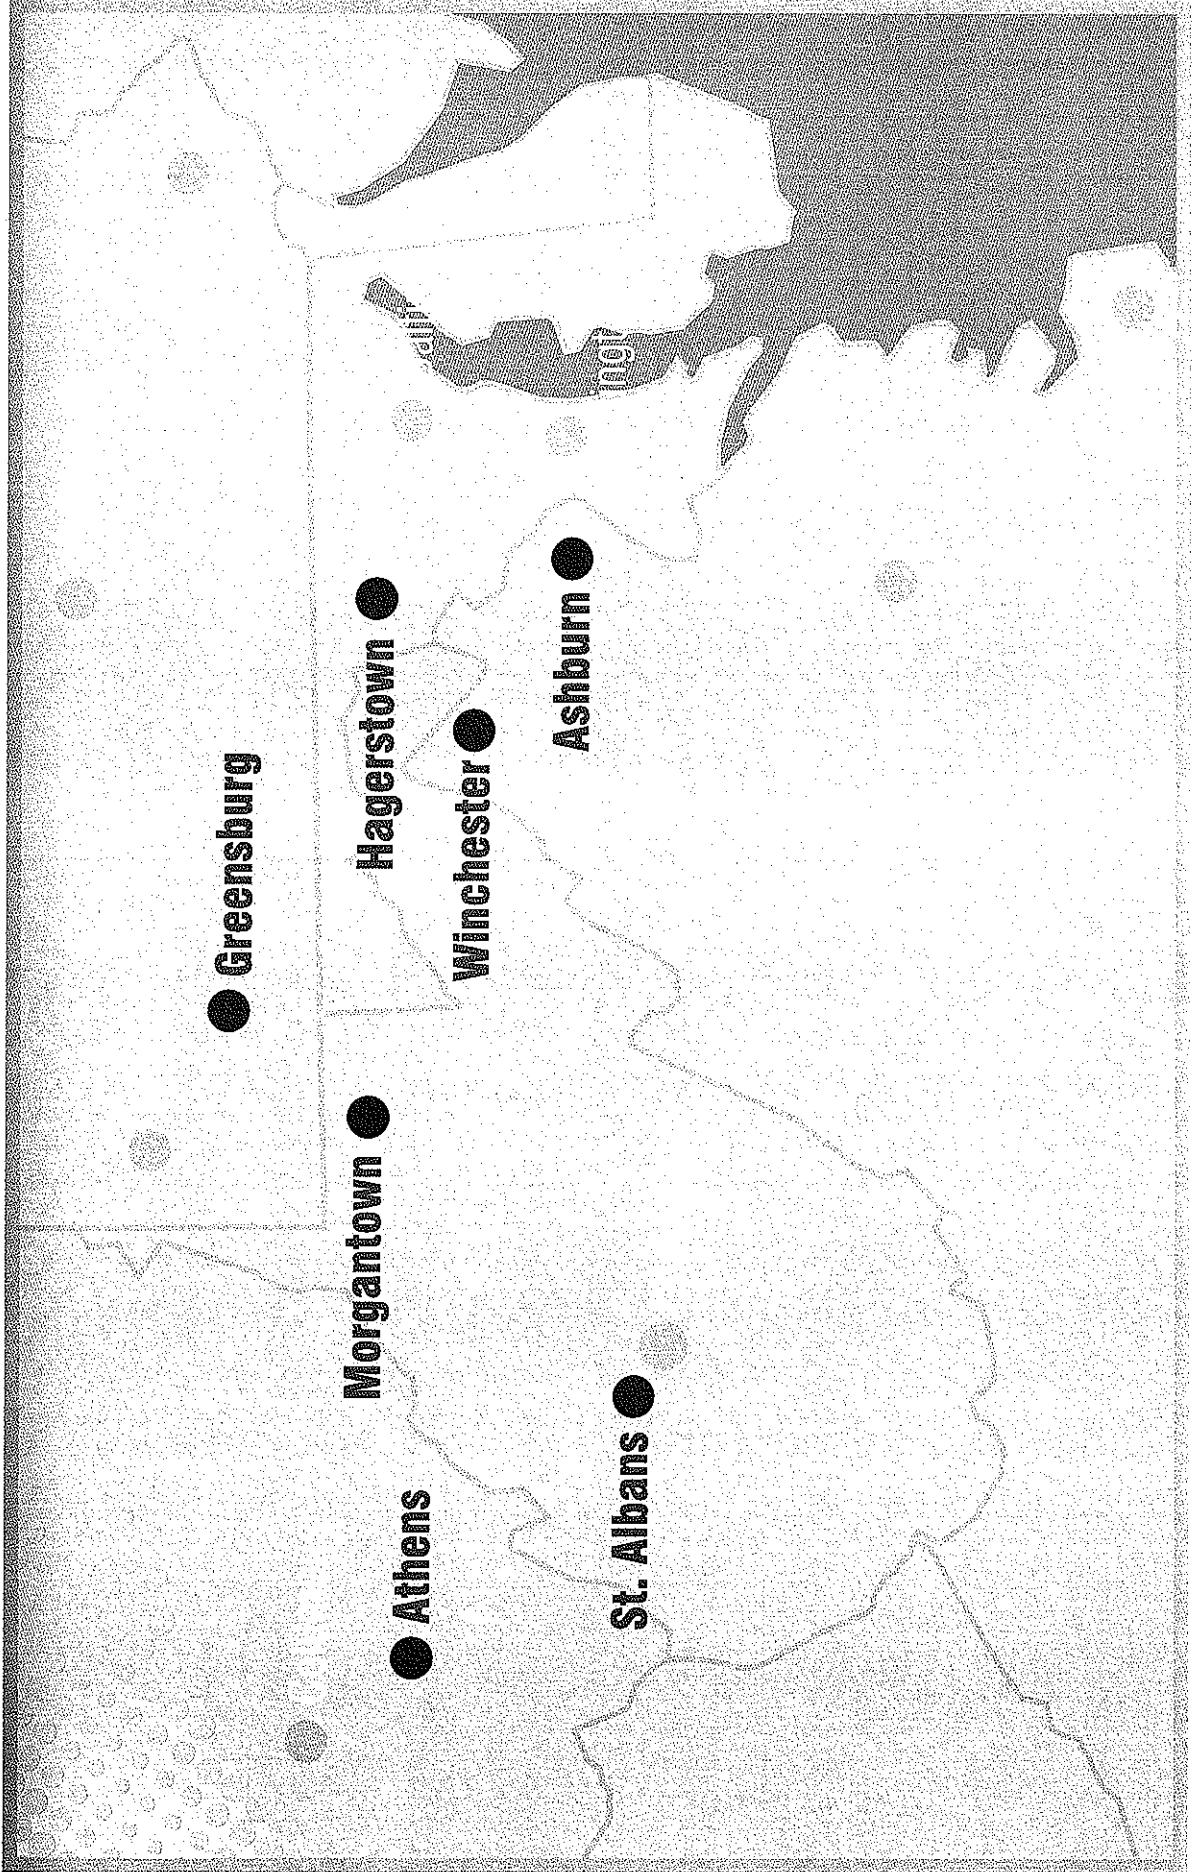 Greensburg
Hagerstown
Morgantown
Winchester
Athens
Ashburn
St. Albans